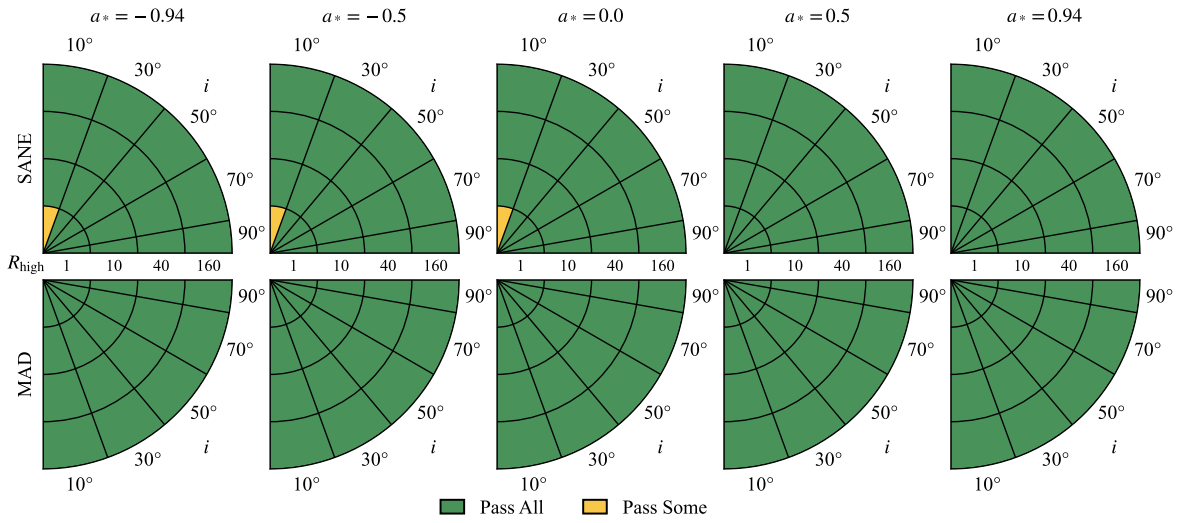 a* = −0.94 a* = −0.5 a* = 0.0 a* = 0.5 a* = 0.94
10° 10° 10° 10° 10°
30° 30° 30° 30° 30°
i i i i i
50° 50° 50° 50° 50°
SANE
70° 70° 70° 70° 70°
90° 90° 90° 90° 90°
R_high 1 10 40 160 1 10 40 160 1 10 40 160 1 10 40 160 1 10 40 160
90° 90° 90° 90° 90°
70° 70° 70° 70° 70°
MAD
50° 50° 50° 50° 50°
i i i i i
30° 30° 30° 30° 30°
10° 10° 10° 10° 10°
Pass All Pass Some